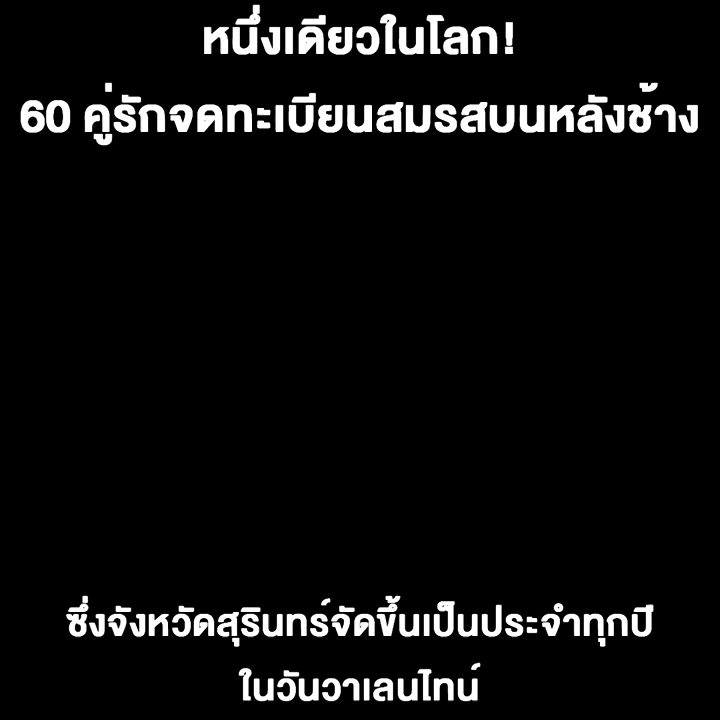 หนึ่งเดียวในโลก!
60 คู่รักจดทะเบียนสมรสบนหลังช้าง
ซึ่งจังหวัดสุรินทร์จัดขึ้นเป็นประจำทุกปี
ในวันวาเลนไทน์